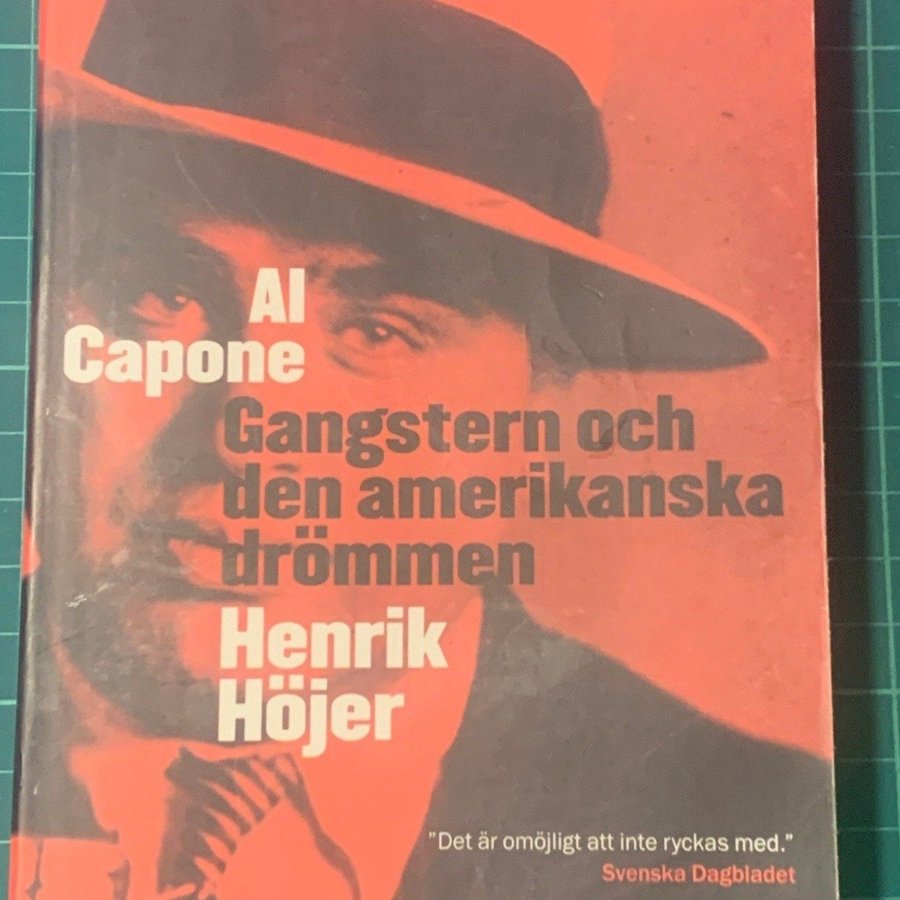 Al
Capone
Gangstern och
den amerikanska
drömmen
Henrik
Höjer
”Det är omöjligt att inte ryckas med.”
Svenska Dagbladet